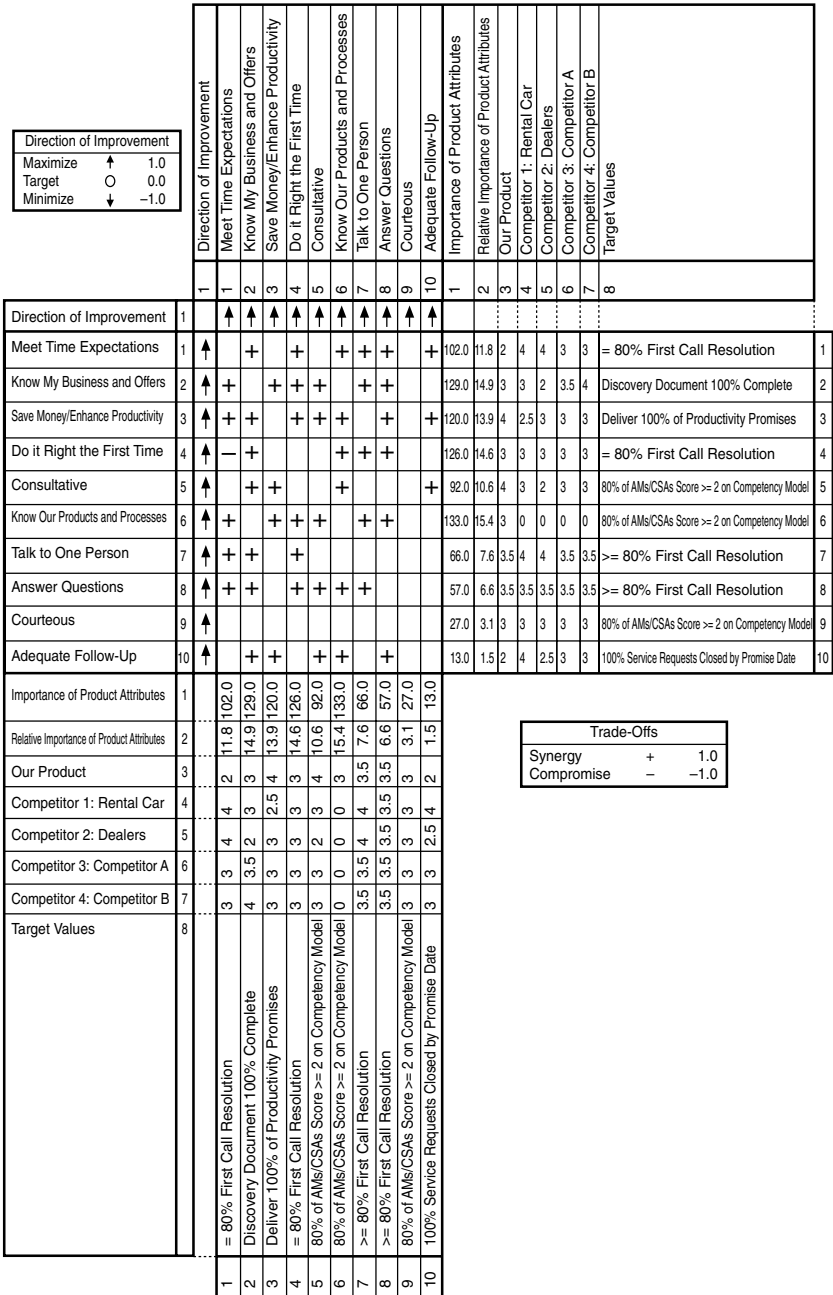 Direction of Improvement
Maximize ↑ 1.0
Target O 0.0
Minimize ↓ –1.0
Direction of Improvement
Meet Time Expectations
Know My Business and Offers
Save Money/Enhance Productivity
Do it Right the First Time
Consultative
Know Our Products and Processes
Talk to One Person
Answer Questions
Courteous
Adequate Follow-Up
Importance of Product Attributes
Relative Importance of Product Attributes
Our Product
Competitor 1: Rental Car
Competitor 2: Dealers
Competitor 3: Competitor A
Competitor 4: Competitor B
Target Values
1 1 2 3 4 5 6 7 8 9 10 1 2 3 4 5 6 7 8
Direction of Improvement 1 ↑ ↑ ↑ ↑ ↑ ↑ ↑ ↑ ↑ ↑
Meet Time Expectations 1 ↑ + + + + + + 102.0 11.8 2 4 4 3 3 = 80% First Call Resolution 1
Know My Business and Offers 2 ↑ + + + + + + 129.0 14.9 3 3 2 3.5 4 Discovery Document 100% Complete 2
Save Money/Enhance Productivity 3 ↑ + + + + + + + 120.0 13.9 4 2.5 3 3 3 Deliver 100% of Productivity Promises 3
Do it Right the First Time 4 ↑ – + + + + 126.0 14.6 3 3 3 3 3 = 80% First Call Resolution 4
Consultative 5 ↑ + + + + 92.0 10.6 4 3 2 3 3 80% of AMs/CSAs Score >= 2 on Competency Model 5
Know Our Products and Processes 6 ↑ + + + + + + 133.0 15.4 3 0 0 0 0 80% of AMs/CSAs Score >= 2 on Competency Model 6
Talk to One Person 7 ↑ + + + 66.0 7.6 3.5 4 4 3.5 3.5 >= 80% First Call Resolution 7
Answer Questions 8 ↑ + + + + + + 57.0 6.6 3.5 3.5 3.5 3.5 3.5 >= 80% First Call Resolution 8
Courteous 9 ↑ 27.0 3.1 3 3 3 3 3 80% of AMs/CSAs Score >= 2 on Competency Model 9
Adequate Follow-Up 10 ↑ + + + + + 13.0 1.5 2 4 2.5 3 3 100% Service Requests Closed by Promise Date 10
Importance of Product Attributes 1 102.0 129.0 120.0 126.0 92.0 133.0 66.0 57.0 27.0 13.0
Relative Importance of Product Attributes 2 11.8 14.9 13.9 14.6 10.6 15.4 7.6 6.6 3.1 1.5
Our Product 3 2 3 4 3 4 3 3.5 3.5 3 2
Competitor 1: Rental Car 4 4 3 2.5 3 3 0 4 3.5 3 4
Competitor 2: Dealers 5 4 2 3 3 2 0 4 3.5 3 2.5
Competitor 3: Competitor A 6 3 3.5 3 3 3 0 3.5 3.5 3 3
Competitor 4: Competitor B 7 3 4 3 3 3 0 3.5 3.5 3 3
Target Values 8
= 80% First Call Resolution
Discovery Document 100% Complete
Deliver 100% of Productivity Promises
= 80% First Call Resolution
80% of AMs/CSAs Score >= 2 on Competency Model
80% of AMs/CSAs Score >= 2 on Competency Model
>= 80% First Call Resolution
>= 80% First Call Resolution
80% of AMs/CSAs Score >= 2 on Competency Model
100% Service Requests Closed by Promise Date
1 2 3 4 5 6 7 8 9 10
Trade-Offs
Synergy + 1.0
Compromise – –1.0